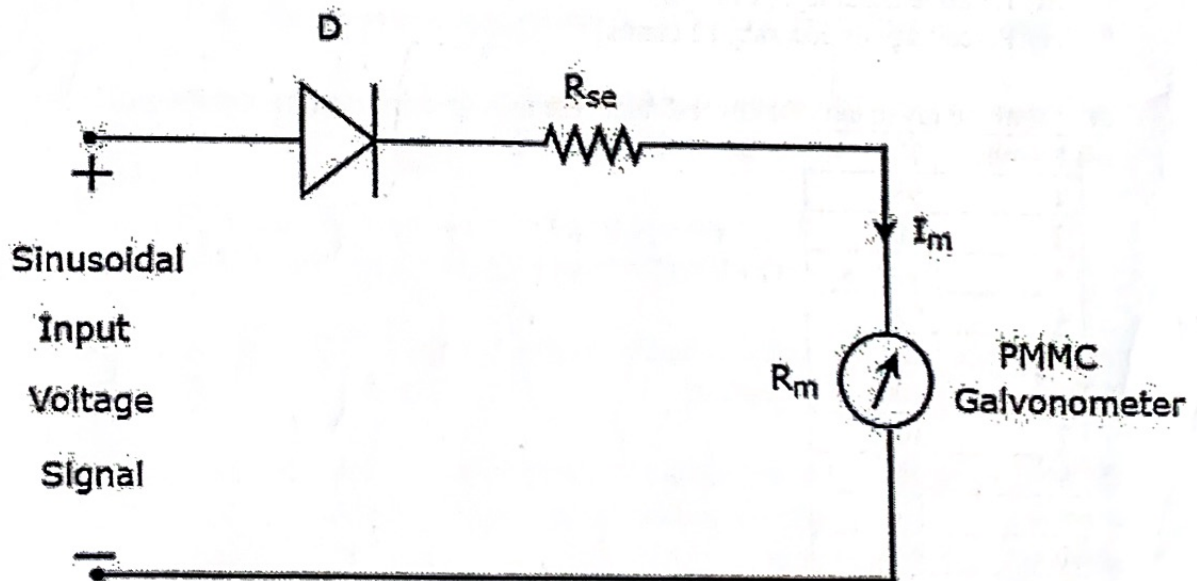 D
Rse
+
Im
Sinusoidal
Input
Voltage
Signal
Rm
PMMC
Galvonometer
−